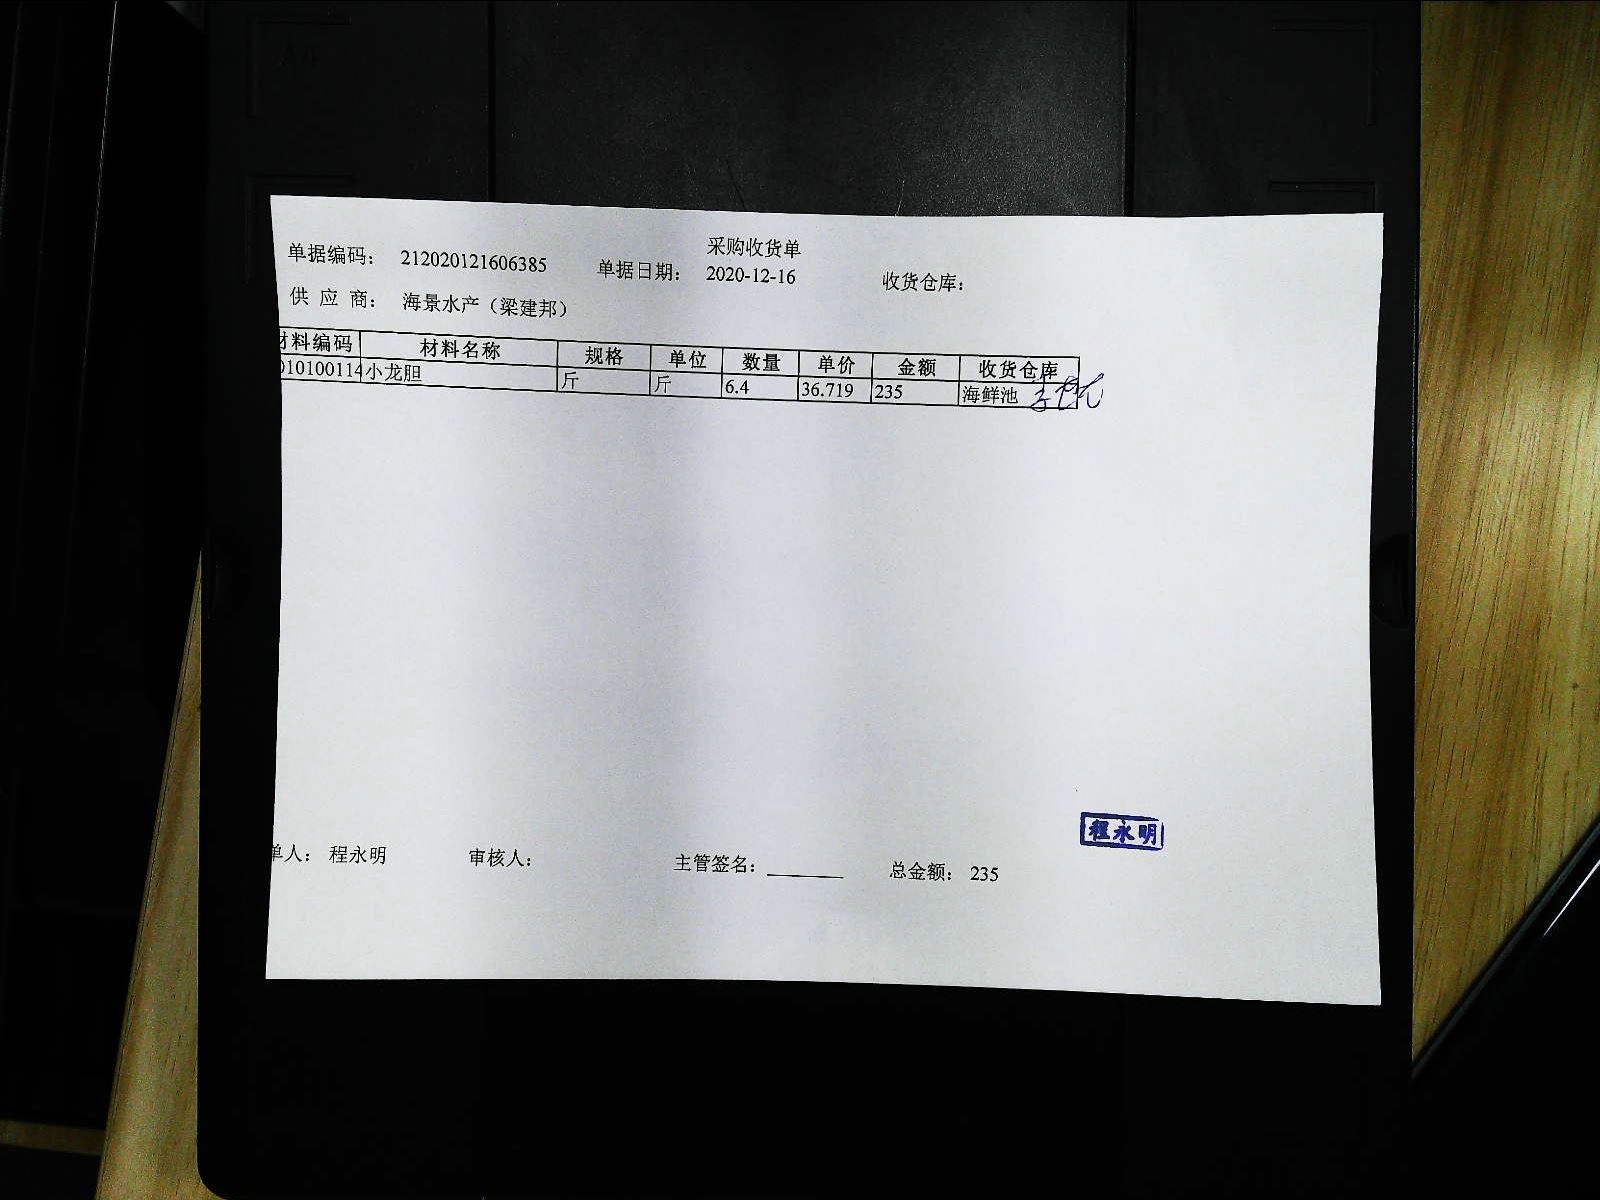 采购收货单
单据编码： 212020121606385 单据日期： 2020-12-16 收货仓库：
供 应 商： 海景水产（梁建邦）
材料编码 材料名称 规格 单位 数量 单价 金额 收货仓库
010100114 小龙胆 斤 斤 6.4 36.719 235 海鲜池
程永明
单人： 程永明 审核人： 主管签名： 总金额： 235